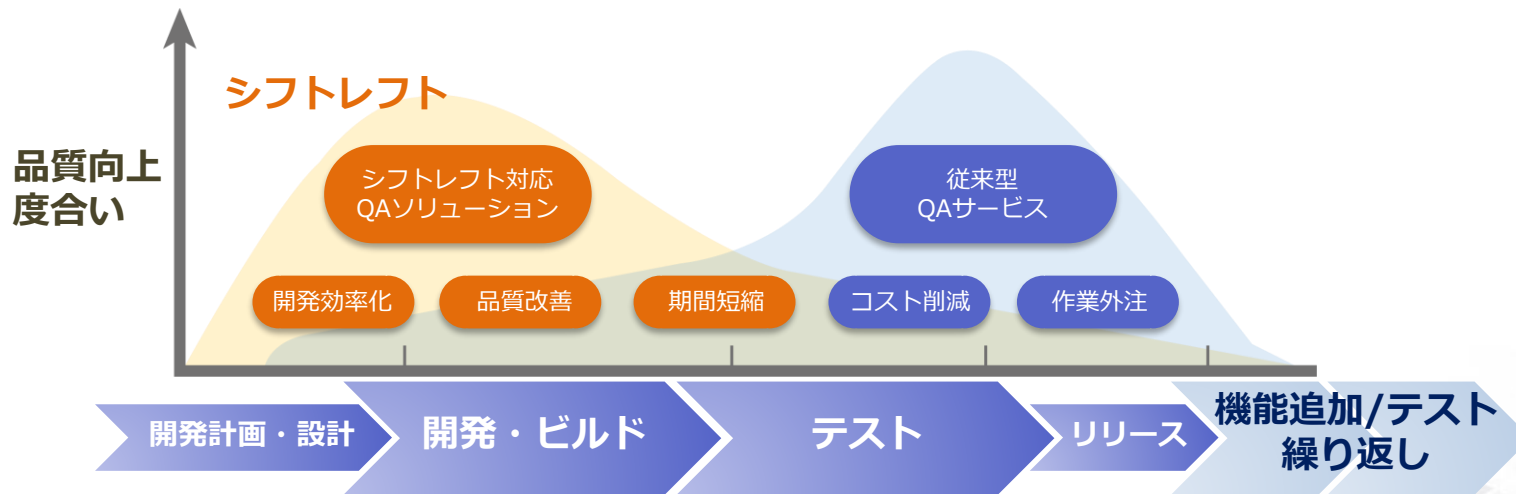 シフトレフト
品質向上
度合い
シフトレフト対応
QAソリューション
従来型
QAサービス
開発効率化
品質改善
期間短縮
コスト削減
作業外注
開発計画・設計
開発・ビルド
テスト
リリース
機能追加/テスト
繰り返し